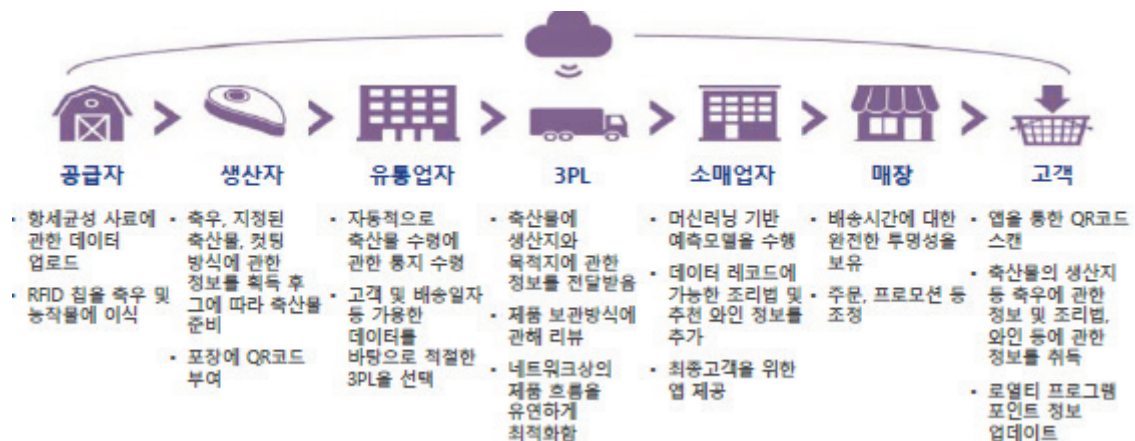 공급자
• 항세균성 사료에
관한 데이터
업로드
• RFID 칩을 축우 및
농작물에 이식
생산자
• 축우, 지정된
축산물, 컷팅
방식에 관한
정보를 획득 후
그에 따라 축산물
준비
• 포장에 QR코드
부여
유통업자
• 자동적으로
축산물 수령에
관한 통지 수령
• 고객 및 배송일자
등 가용한
데이터를
바탕으로 적절한
3PL을 선택
3PL
• 축산물에
생산지와
목적지에 관한
정보를 전달받음
• 제품 보관방식에
관해 리뷰
• 네트워크상의
제품 흐름을
유연하게
최적화함
소매업자
• 머신러닝 기반
예측모델을 수행
• 데이터 레코드에
가능한 조리법 및
추천 와인 정보를
추가
• 최종고객을 위한
앱 제공
매장
• 배송시간에 대한
완전한 투명성을
보유
• 주문, 프로모션 등
조정
고객
• 앱을 통한 QR코드
스캔
• 축산물의 생산지
등 축우에 관한
정보 및 조리법,
와인 등에 관한
정보를 취득
• 로열티 프로그램
포인트 정보
업데이트